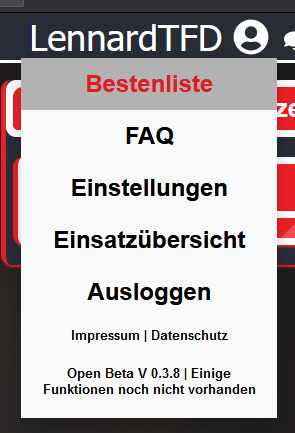 LennardTFD
Bestenliste
FAQ
Einstellungen
Einsatzübersicht
Ausloggen
Impressum | Datenschutz
Open Beta V 0.3.8 | Einige
Funktionen noch nicht vorhanden